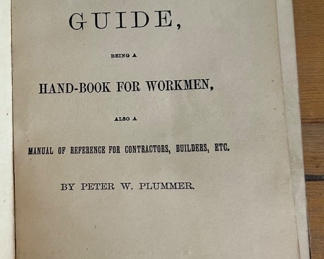 GUIDE,
BEING A
HAND-BOOK FOR WORKMEN,
ALSO A
MANUAL OF REFERENCE FOR CONTRACTORS, BUILDERS, ETC.
BY PETER W. PLUMMER.